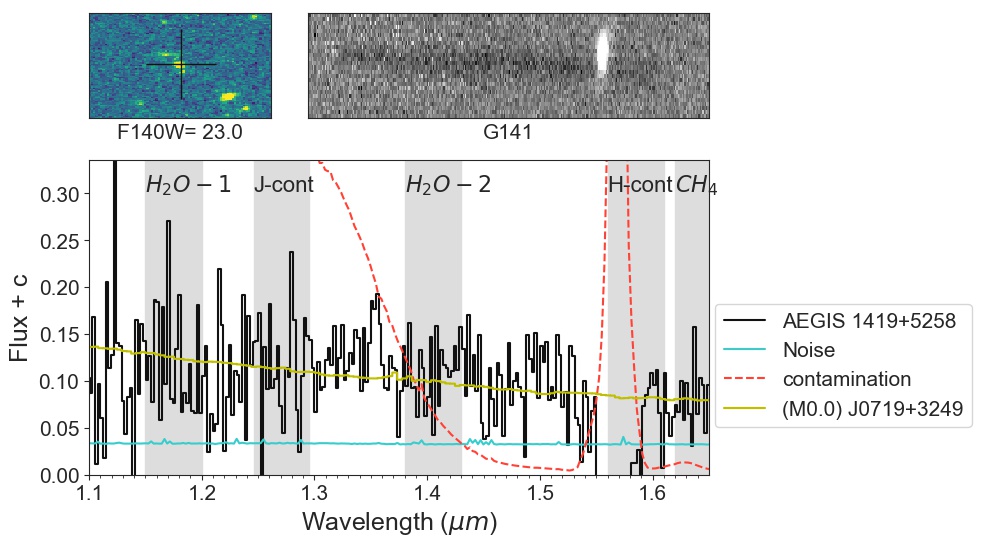 F140W= 23.0
G141
H₂O − 1
J-cont
H₂O − 2
H-cont
CH₄
Flux + c
0.30
0.25
0.20
0.15
0.10
0.05
0.00
1.1
1.2
1.3
1.4
1.5
1.6
Wavelength (μm)
AEGIS 1419+5258
Noise
contamination
(M0.0) J0719+3249